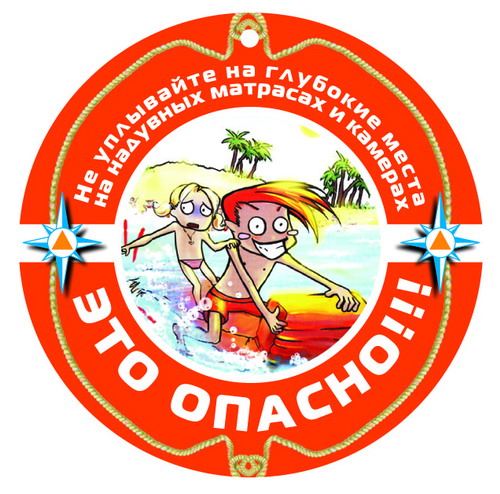 Не уплывайте на глубокие места
на надувных матрасах и камерах
ЭТО ОПАСНО!!!